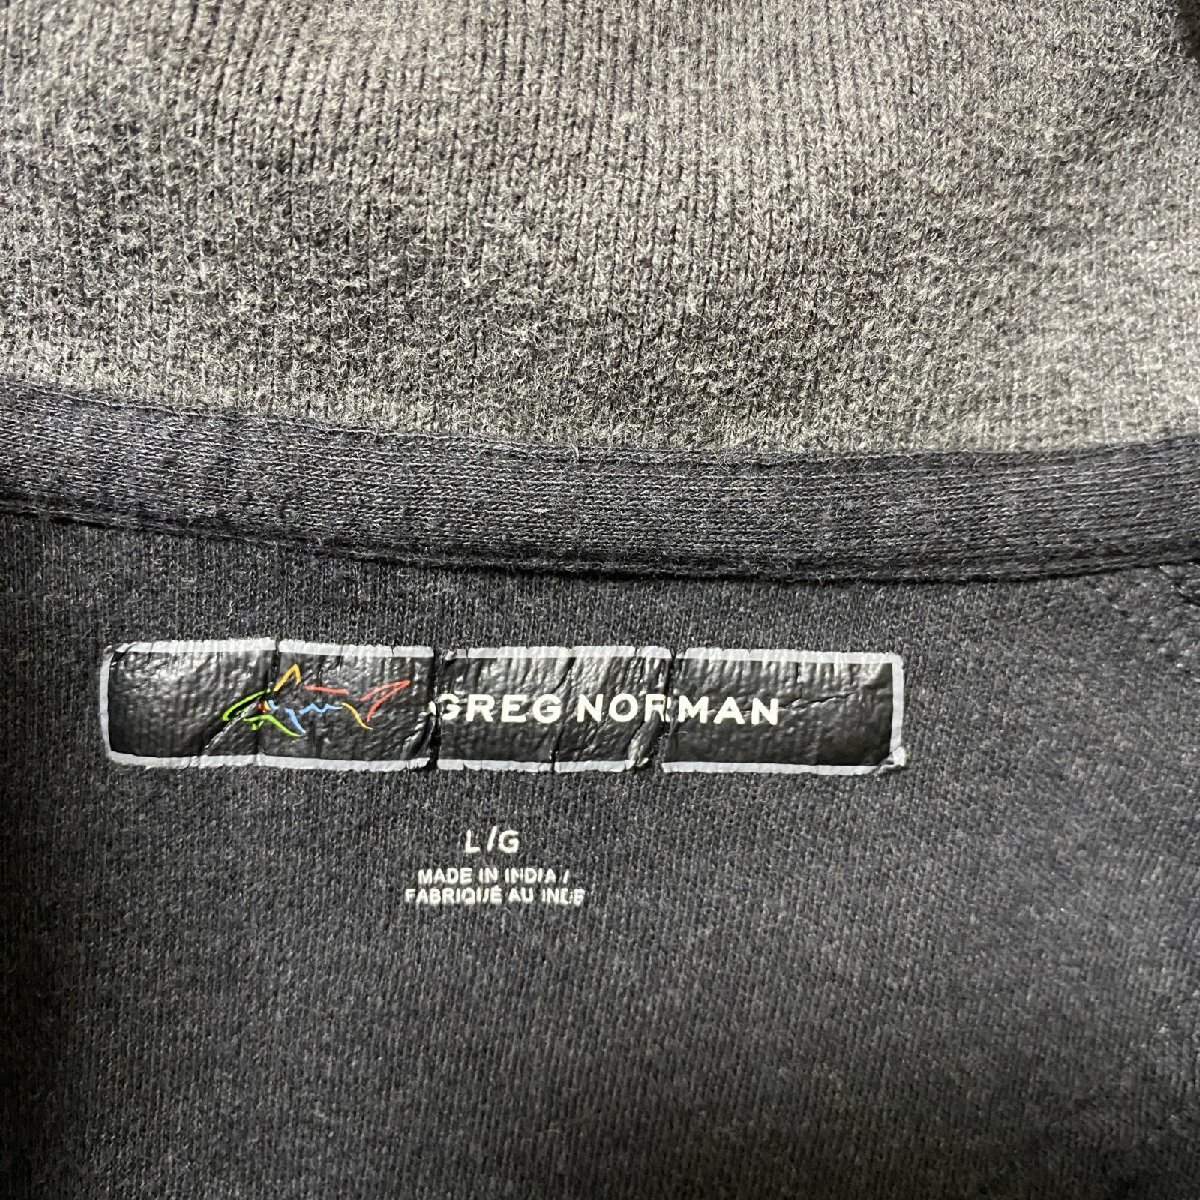 GREG NORMAN
L/G
MADE IN INDIA /
FABRIQUÉ AU INDE